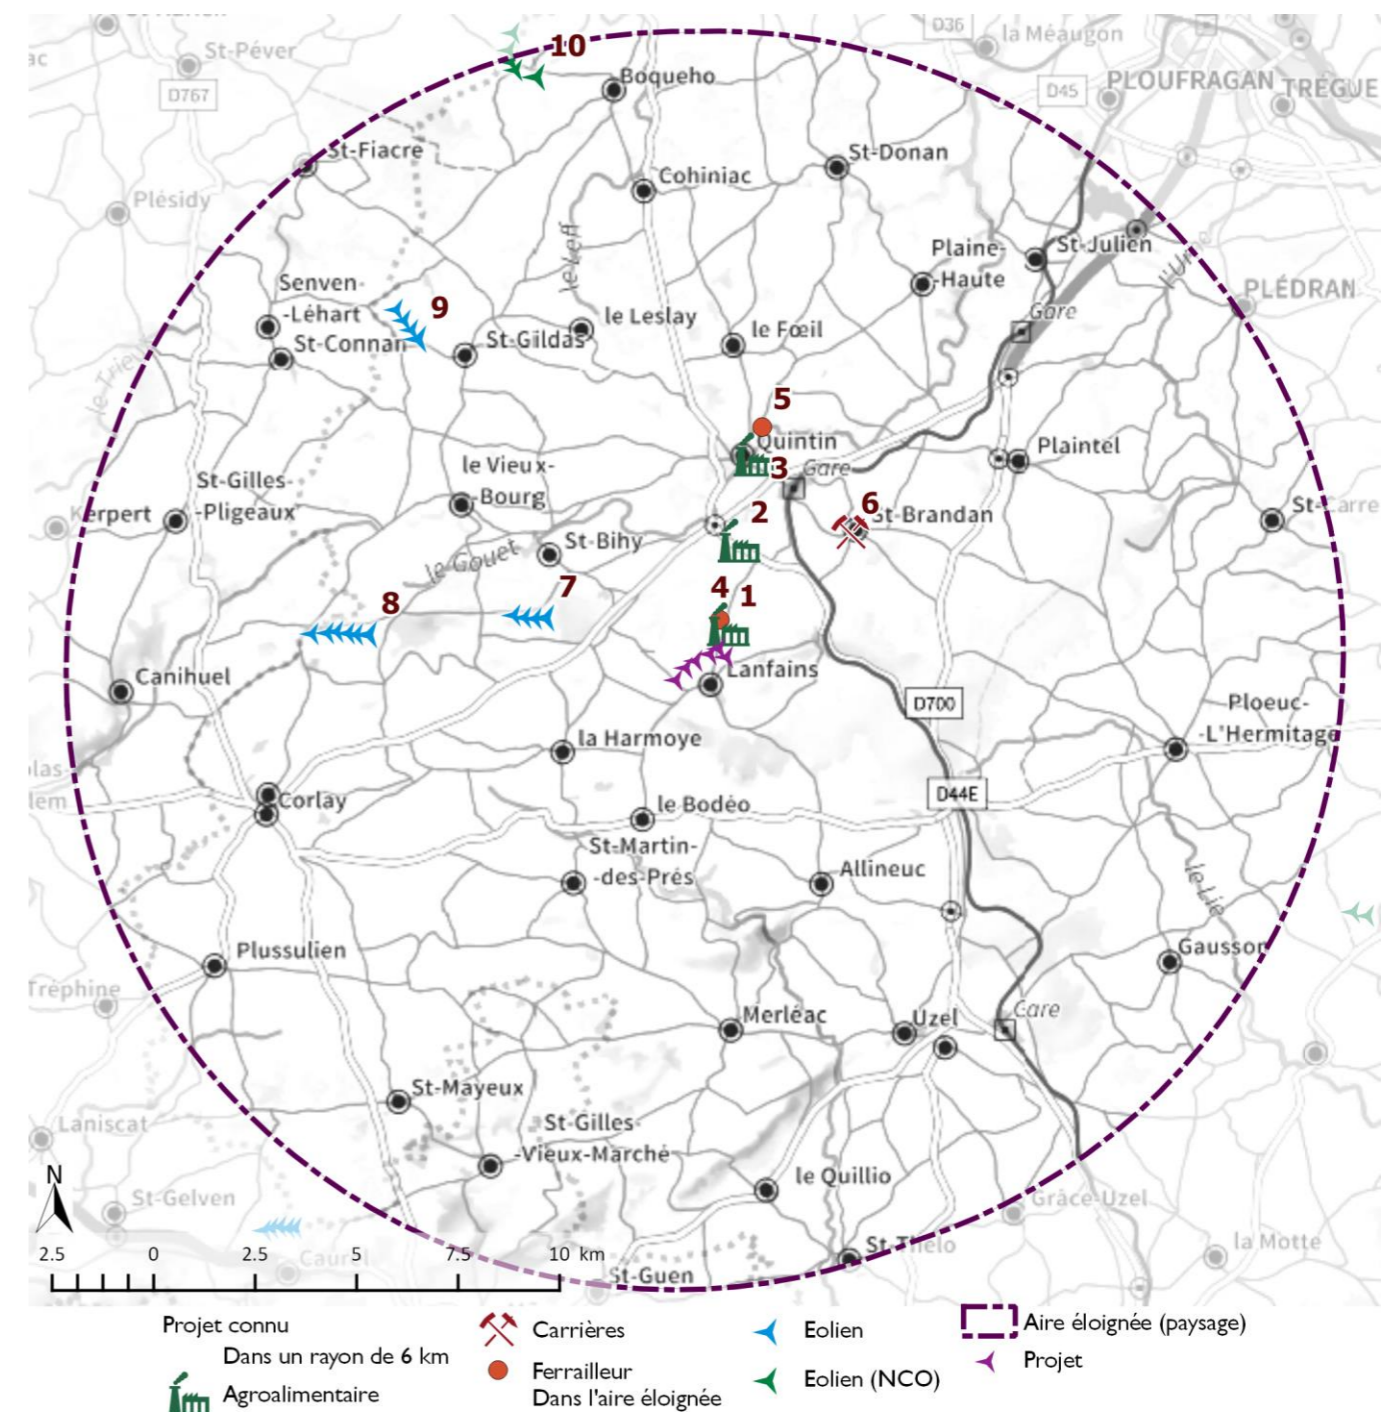 10
D36
la Méaugon
St-Péver
Boqueho
D767
D45
PLOUFRAGAN
TRÉGUE
St-Fiacre
St-Donan
Cohiniac
Plésidy
le Leff
Plaine-
-Haute
St-Julien
Senven-
-Léhart
9
PLÉDRAN
le Leslay
le Fœil
Gare
St-Connan
St-Gildas
le Trieu
5
Quintin
Plaintel
le Vieux-
-Bourg
3
Gare
St-Gilles-
-Pligeaux
Kerpert
2
6
St-Brandan
St-Carre
St-Bihy
le Gouet
7
4
1
8
Lanfains
Canihuel
D700
Ploeuc-
-L'Hermitage
la Harmoye
D44E
Corlay
le Bodéo
St-Martin-
-des-Prés
Allineuc
le Lié
Plussulien
Gausson
Tréphine
Merléac
Uzel
Gare
St-Mayeux
Laniscat
St-Gilles-
-Vieux-Marché
N
le Quillio
St-Gelven
Grâce-Uzel
Caurel
St-Thélo
la Motte
St-Guen
2.5 0 2.5 5 7.5 10 km
Projet connu
Dans un rayon de 6 km
Agroalimentaire
Carrières
Ferrailleur
Dans l'aire éloignée
Eolien
Eolien (NCO)
Aire éloignée (paysage)
Projet